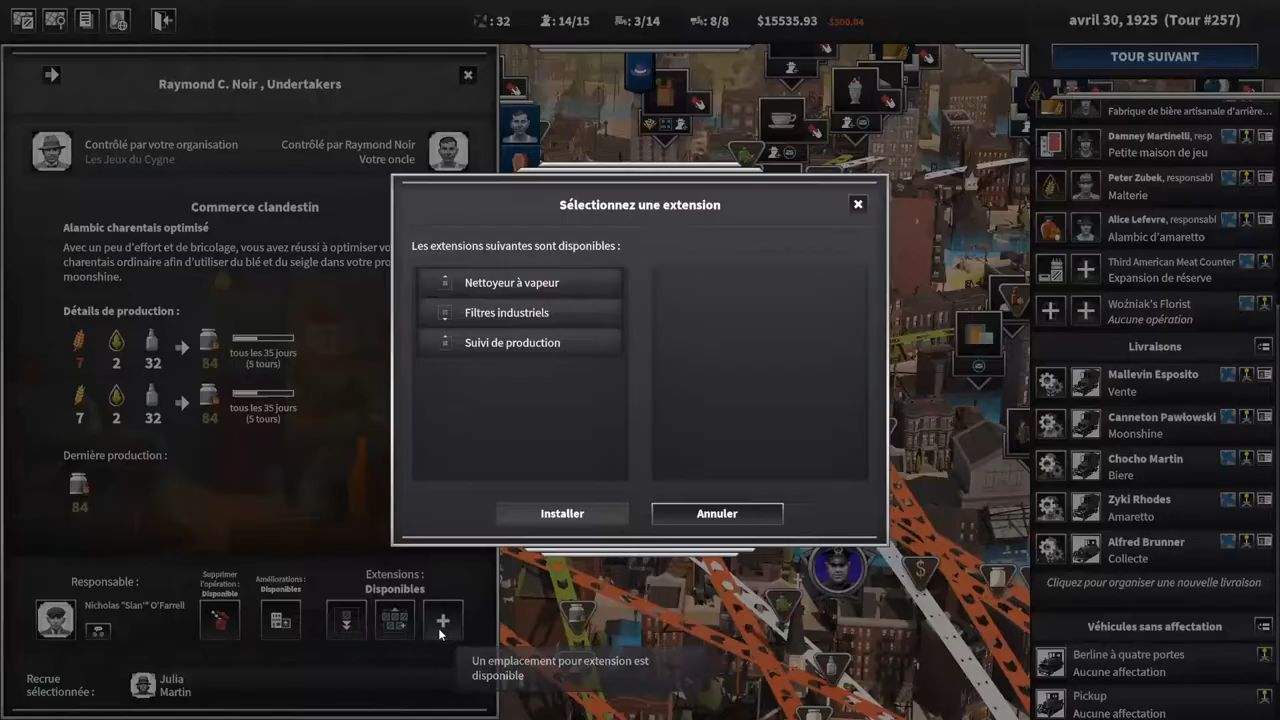 : 32
14/15
3/14
8/8
$15535.93
-$300.04
avril 30, 1925 (Tour #257)
TOUR SUIVANT
Raymond C. Noir , Undertakers
Contrôlé par votre organisation
Les Jeux du Cygne
Contrôlé par Raymond Noir
Votre oncle
Commerce clandestin
Alambic charentais optimisé
Avec un peu d'effort et de bricolage, vous avez réussi à optimiser vo
charentais ordinaire afin d'utiliser du blé et du seigle dans votre pro
moonshine.
Détails de production :
7
2
32
84
tous les 35 jours
(5 tours)
7
2
32
84
tous les 35 jours
(5 tours)
Dernière production :
84
Responsable :
Nicholas "Slan'" O'Farrell
Supprimer
l'opération :
Disponible
Améliorations :
Disponibles
Extensions :
Disponibles
Un emplacement pour extension est
disponible
Recrue
sélectionnée :
Julia
Martin
Sélectionnez une extension
Les extensions suivantes sont disponibles :
Nettoyeur à vapeur
Filtres industriels
Suivi de production
Installer
Annuler
Fabrique de bière artisanale d'arrière...
Damney Martinelli, resp
Petite maison de jeu
Peter Zubek, responsabl
Malterie
Alice Lefevre, responsabl
Alambic d'amaretto
Third American Meat Counter
Expansion de réserve
Woźniak's Florist
Aucune opération
Livraisons
Mallevin Esposito
Vente
Canneton Pawłowski
Moonshine
Chocho Martin
Biere
Zyki Rhodes
Amaretto
Alfred Brunner
Collecte
Cliquez pour organiser une nouvelle livraison
Véhicules sans affectation
Berline à quatre portes
Aucune affectation
Pickup
Aucune affectation